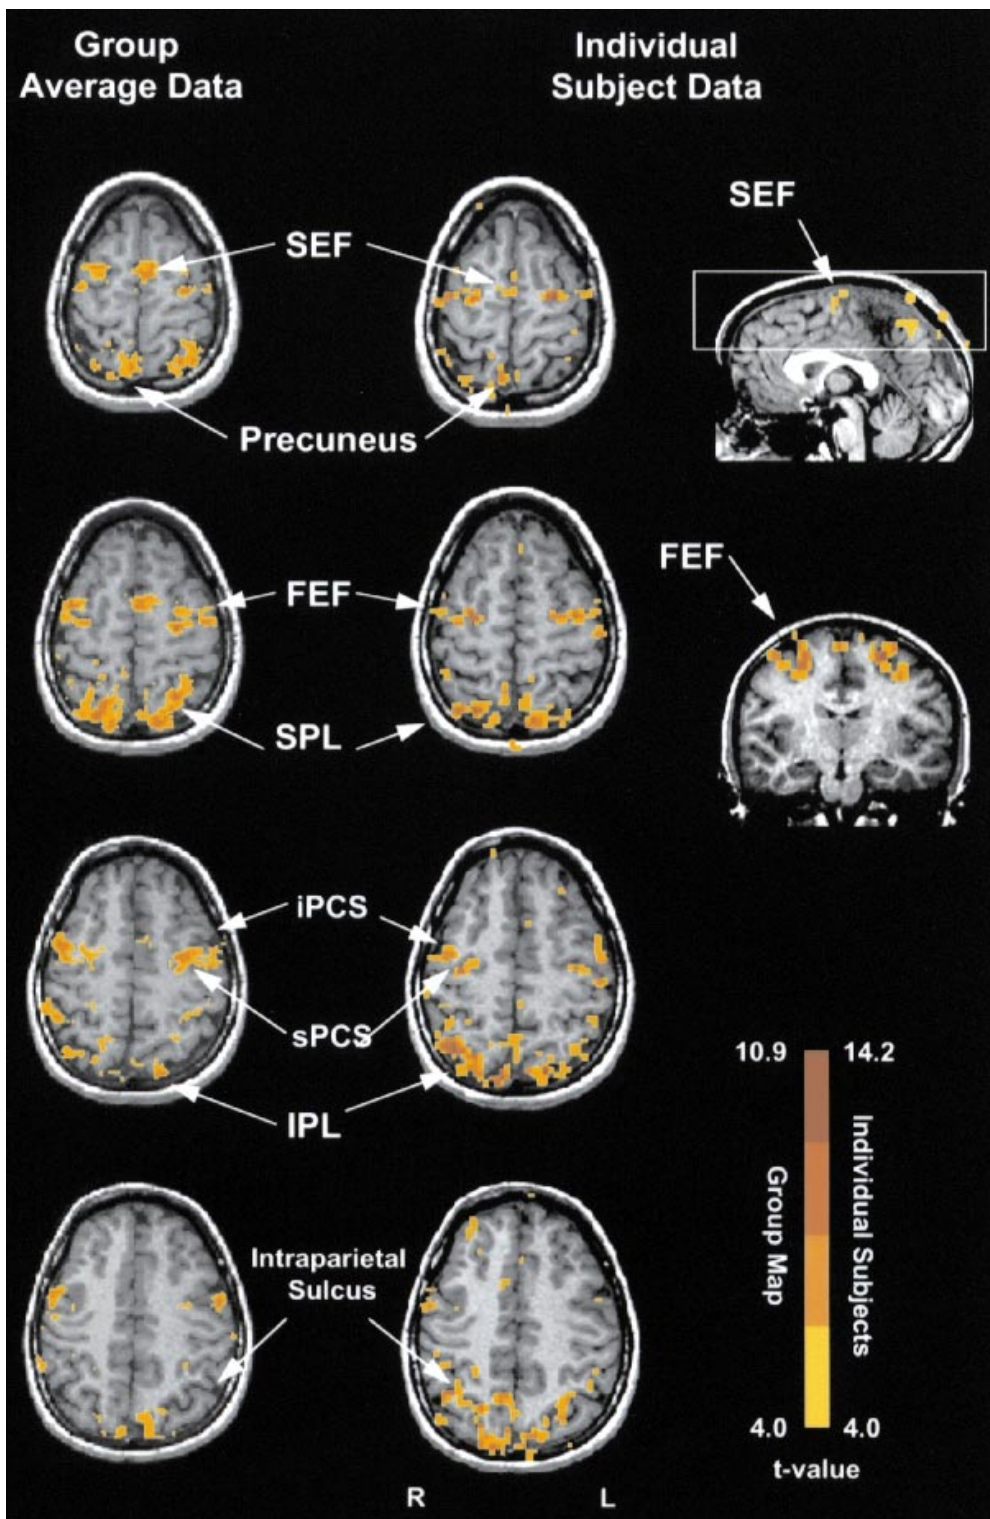 Group
Average Data
Individual
Subject Data
SEF
SEF
Precuneus
FEF
FEF
SPL
iPCS
sPCS
IPL
Intraparietal
Sulcus
10.9
14.2
Group Map
Individual Subjects
4.0
4.0
t-value
R
L